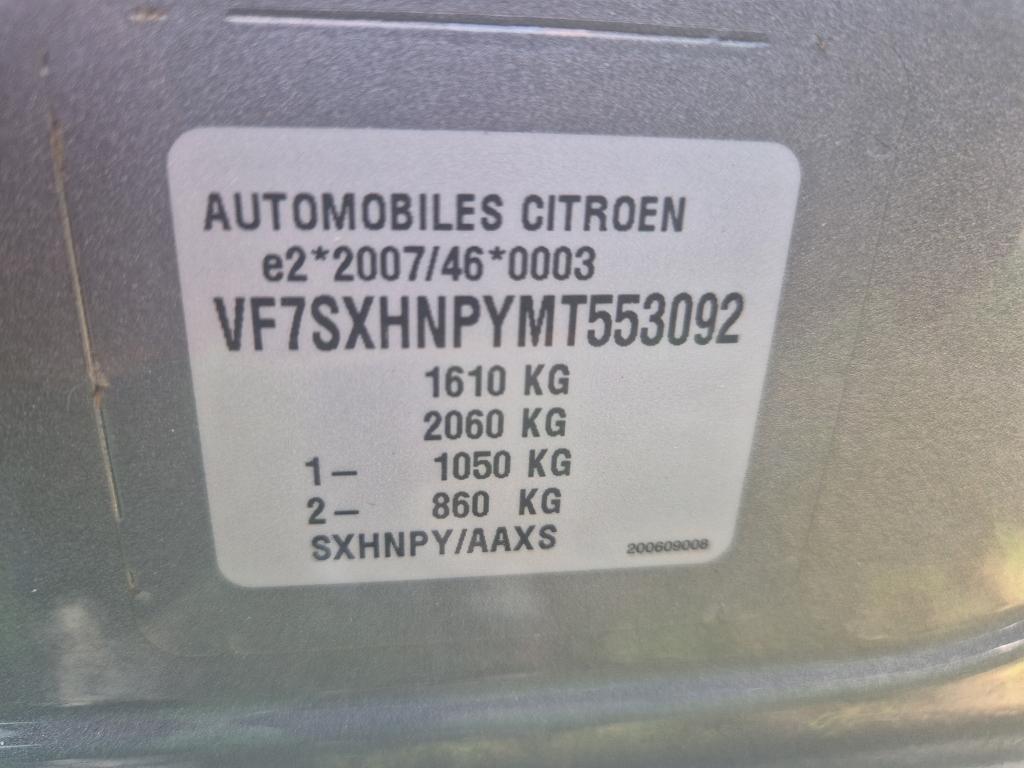 AUTOMOBILES CITROEN
e2*2007/46*0003
VF7SXHNPYMT553092
1610 KG
2060 KG
1– 1050 KG
2– 860 KG
SXHNPY/AAXS
200609008